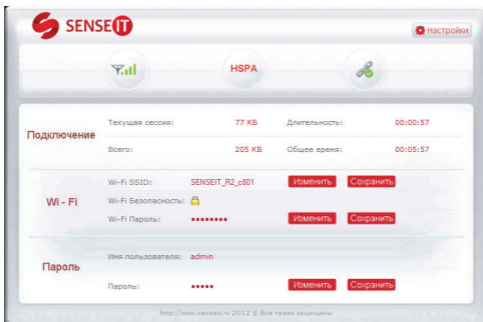 SENSEIT
Настройки
HSPA
Подключение
Текущая сессия: 77 КБ Длительность: 00:00:57
Всего: 205 КБ Общее время: 00:05:57
Wi - Fi
Wi-Fi SSID: SENSEIT_R2_c801 Изменить Сохранить
Wi-Fi Безопасность:
Wi-Fi Пароль: •••••••• Изменить Сохранить
Пароль
Имя пользователя: admin
Пароль: ••••• Изменить Сохранить
http://www.senseit.ru 2012 © Все права защищены